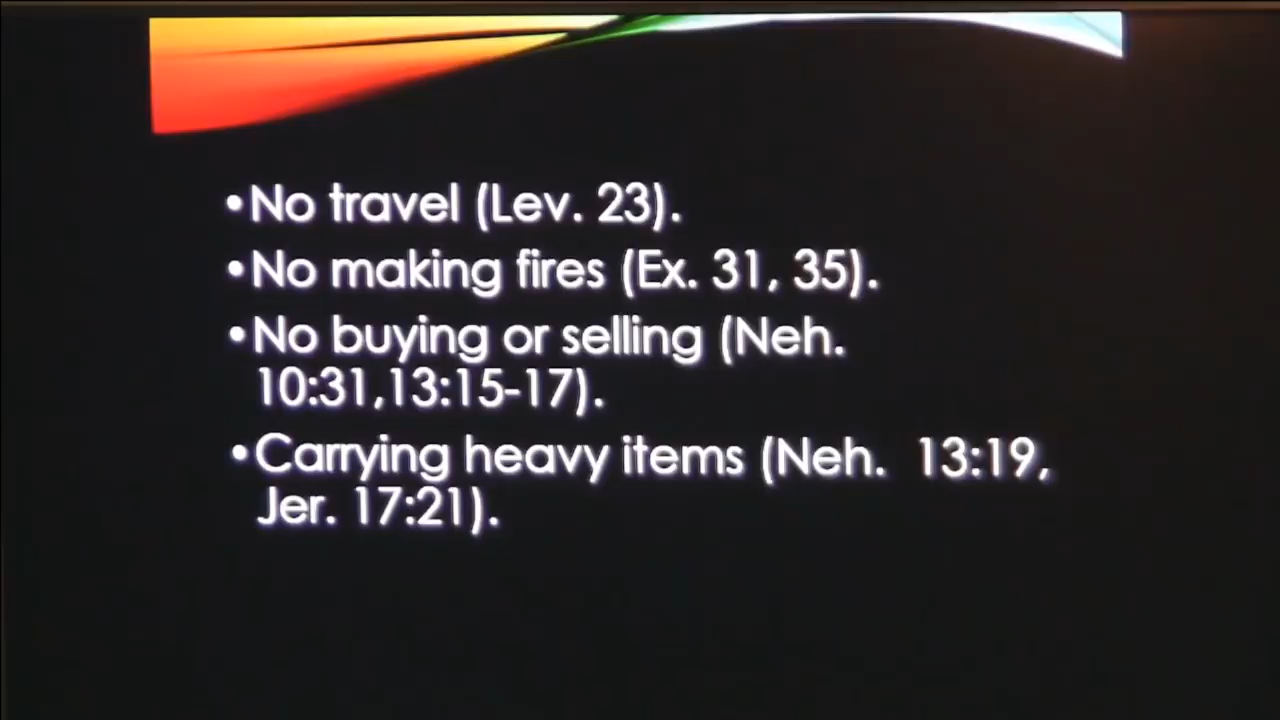 •No travel (Lev. 23).
•No making fires (Ex. 31, 35).
•No buying or selling (Neh.
10:31,13:15-17).
•Carrying heavy items (Neh.  13:19,
Jer. 17:21).